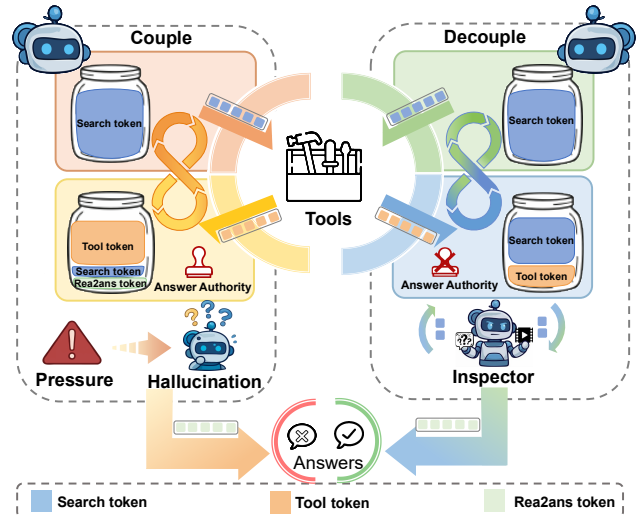 Couple
Decouple
Search token
Search token
Tools
Tool token
Search token
Rea2ans token
Answer Authority
Answer Authority
Search token
Tool token
???
Pressure
Hallucination
Inspector
Answers
Search token
Tool token
Rea2ans token